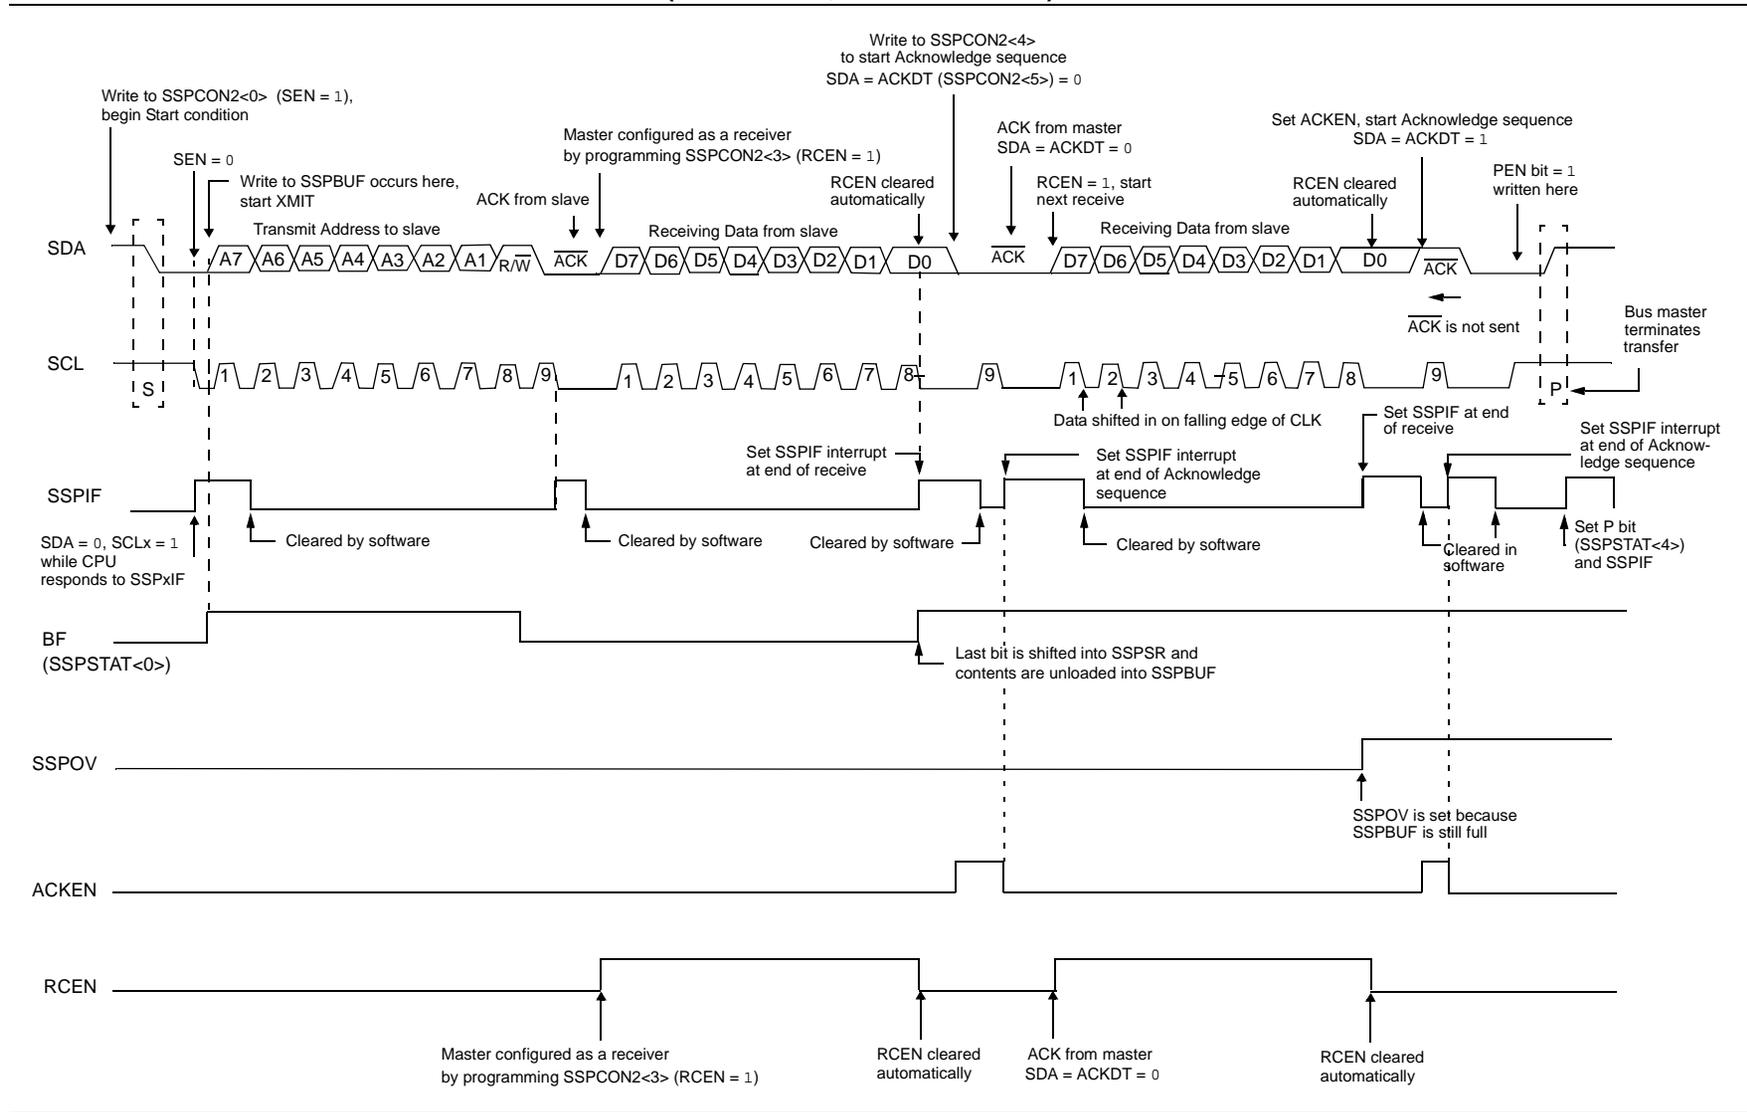 Write to SSPCON2<4>
to start Acknowledge sequence
SDA = ACKDT (SSPCON2<5>) = 0
Write to SSPCON2<0> (SEN = 1),
begin Start condition
Master configured as a receiver
by programming SSPCON2<3> (RCEN = 1)
ACK from master
SDA = ACKDT = 0
Set ACKEN, start Acknowledge sequence
SDA = ACKDT = 1
SEN = 0
Write to SSPBUF occurs here,
start XMIT
ACK from slave
RCEN cleared
automatically
RCEN = 1, start
next receive
RCEN cleared
automatically
PEN bit = 1
written here
Transmit Address to slave
Receiving Data from slave
Receiving Data from slave
SDA
A7 A6 A5 A4 A3 A2 A1 R/W ACK D7 D6 D5 D4 D3 D2 D1 D0 ACK D7 D6 D5 D4 D3 D2 D1 D0 ACK
ACK is not sent
Bus master
terminates
transfer
SCL
S 1 2 3 4 5 6 7 8 9 1 2 3 4 5 6 7 8 9 1 2 3 4 5 6 7 8 9 P
Data shifted in on falling edge of CLK
Set SSPIF at end
of receive
Set SSPIF interrupt
at end of receive
Set SSPIF interrupt
at end of Acknowledge
sequence
Set SSPIF interrupt
at end of Acknow-
ledge sequence
SSPIF
SDA = 0, SCLx = 1
while CPU
responds to SSPxIF
Cleared by software
Cleared by software
Cleared by software
Cleared by software
Cleared in
software
Set P bit
(SSPSTAT<4>)
and SSPIF
BF
(SSPSTAT<0>)
Last bit is shifted into SSPSR and
contents are unloaded into SSPBUF
SSPOV
SSPOV is set because
SSPBUF is still full
ACKEN
RCEN
Master configured as a receiver
by programming SSPCON2<3> (RCEN = 1)
RCEN cleared
automatically
ACK from master
SDA = ACKDT = 0
RCEN cleared
automatically